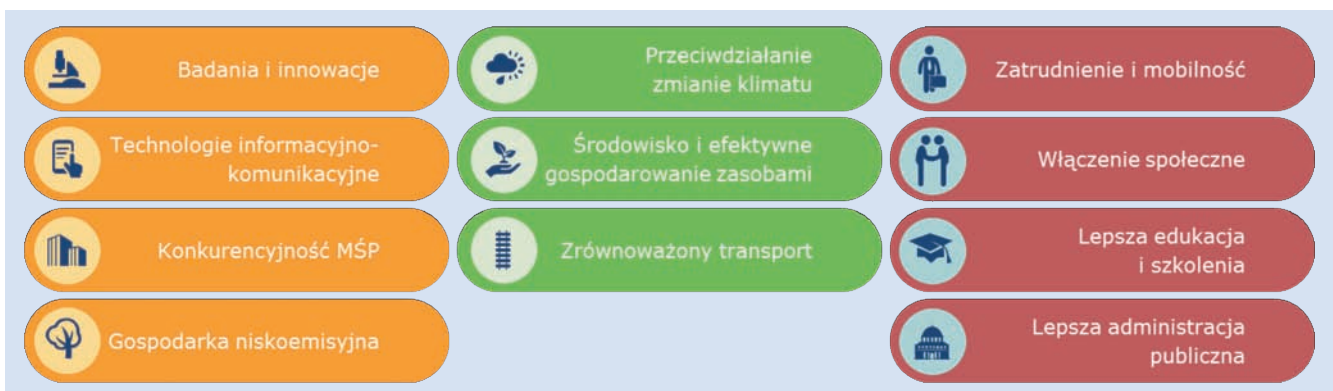 Badania i innowacje
Technologie informacyjno-
komunikacyjne
Konkurencyjność MŚP
Gospodarka niskoemisyjna
Przeciwdziałanie
zmianie klimatu
Środowisko i efektywne
gospodarowanie zasobami
Zrównoważony transport
Zatrudnienie i mobilność
Włączenie społeczne
Lepsza edukacja
i szkolenia
Lepsza administracja
publiczna